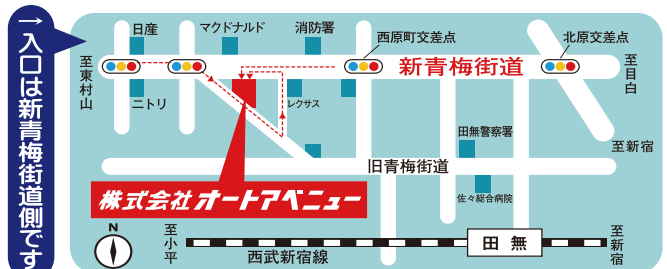 →入口は新青梅街道側です
日産
マクドナルド
消防署
西原町交差点
北原交差点
至東村山
新青梅街道
至目白
ニトリ
レクサス
田無警察署
至新宿
旧青梅街道
佐々総合病院
株式会社オートアベニュー
N
至小平
西武新宿線
田無
至新宿